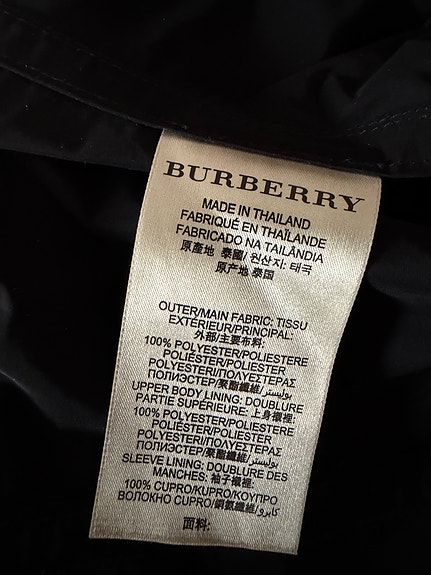 BURBERRY
MADE IN THAILAND
FABRIQUÉ EN THAÏLANDE
FABRICADO NA TAILÂNDIA
原產地 泰國/ 원산지: 태국
原产地 泰国
OUTER/MAIN FABRIC: TISSU
EXTÉRIEUR/PRINCIPAL:
外部/主要布料:
100% POLYESTER/POLIESTERE
POLIÉSTER/POLIESTER
POLYESTERI/ΠΟΛΥΕΣΤΕΡΑΣ
ПОЛИЭСТЕР/聚酯纖維/بوليستر
UPPER BODY LINING: DOUBLURE
PARTIE SUPÉRIEURE: 上身襯裡:
100% POLYESTER/POLIESTERE
POLIÉSTER/POLIESTER
POLYESTERI/ΠΟΛΥΕΣΤΕΡΑΣ
ПОЛИЭСТЕР/聚酯纖維/بوليستر
SLEEVE LINING: DOUBLURE DES
MANCHES: 袖子襯裡:
100% CUPRO/KUPRO/ΚΟΥΠΡΟ
ВОЛОКНО CUPRO/銅氨纖維/كابرو
面料: